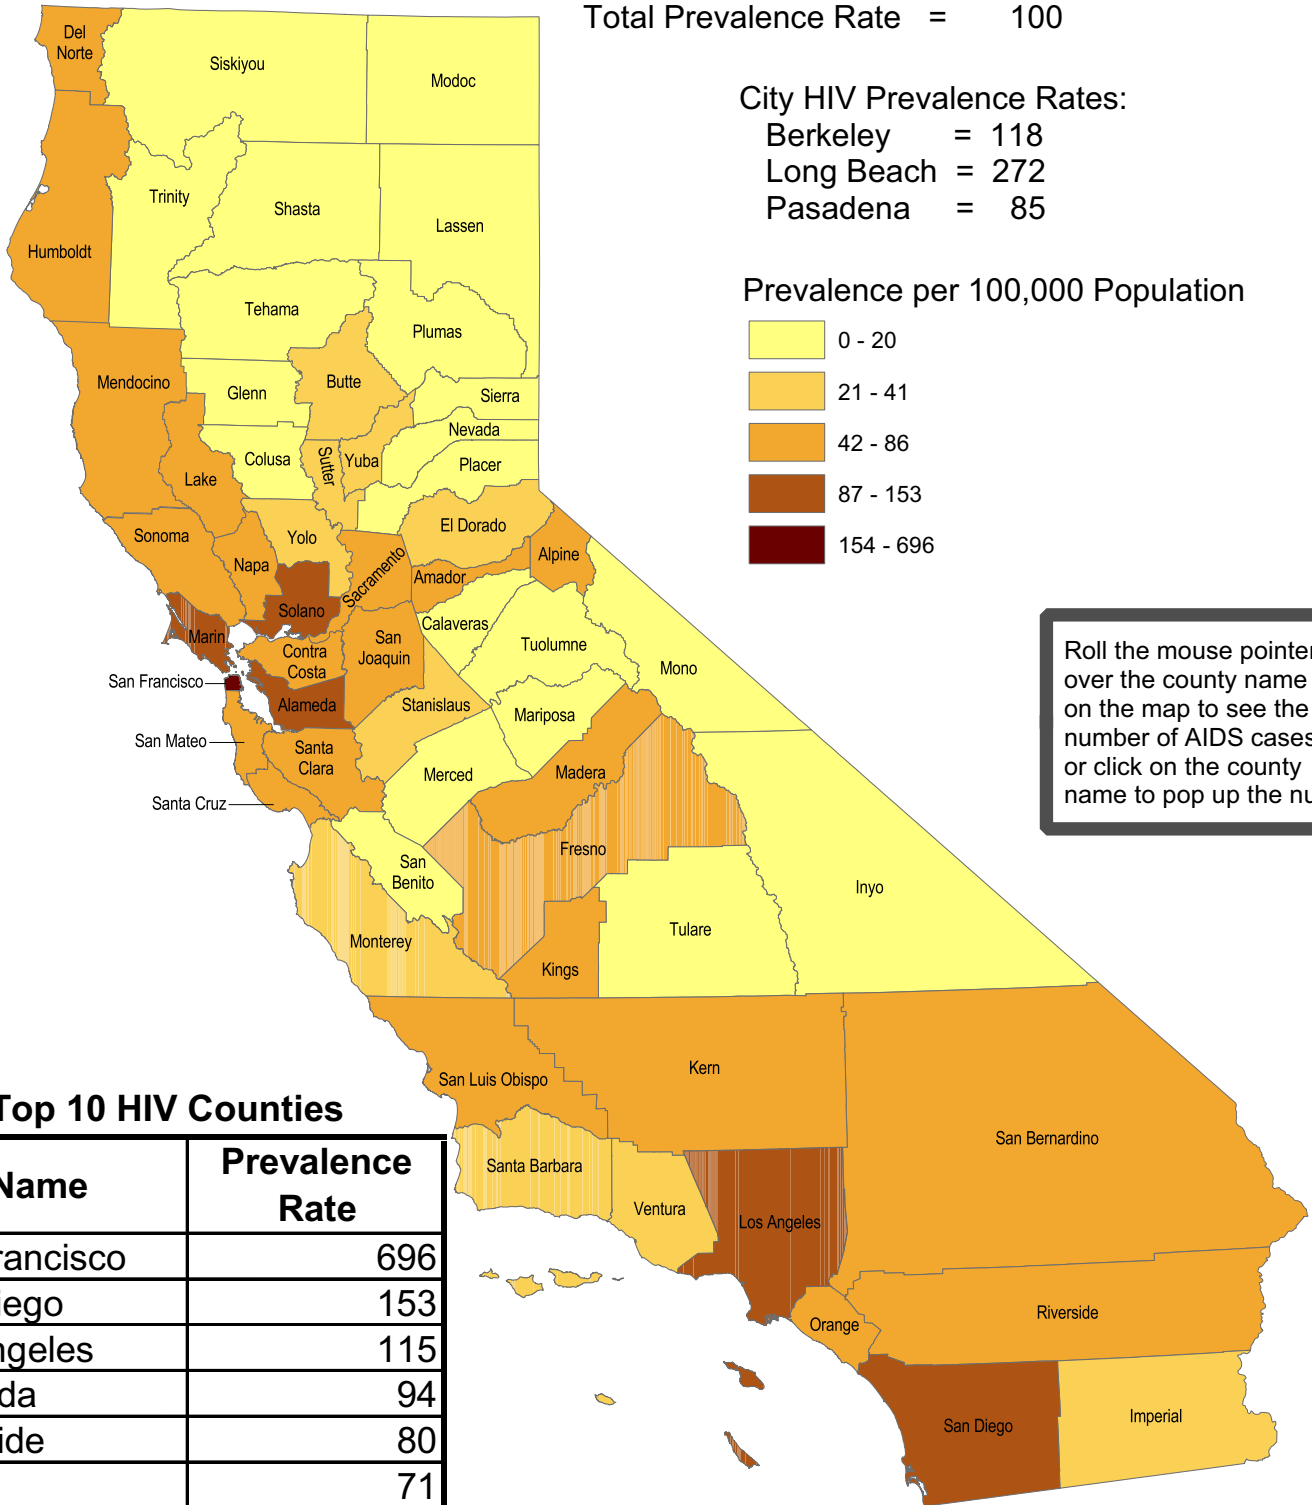 Total Prevalence Rate = 100
City HIV Prevalence Rates:
Berkeley = 118
Long Beach = 272
Pasadena = 85
Prevalence per 100,000 Population
0 - 20
21 - 41
42 - 86
87 - 153
154 - 696
Roll the mouse pointer
over the county name
on the map to see the
number of AIDS cases
or click on the county
name to pop up the nu
Del
Norte
Siskiyou
Modoc
Trinity
Shasta
Lassen
Humboldt
Tehama
Plumas
Mendocino
Glenn
Butte
Sierra
Nevada
Colusa
Sutter
Yuba
Placer
Lake
Sonoma
Yolo
El Dorado
Napa
Sacramento
Amador
Alpine
Solano
Marin
Calaveras
San
Joaquin
Tuolumne
Contra
Costa
Mono
San Francisco
Alameda
Stanislaus
Mariposa
San Mateo
Santa
Clara
Merced
Madera
Santa Cruz
Fresno
San
Benito
Inyo
Monterey
Tulare
Kings
Kern
San Luis Obispo
San Bernardino
Santa Barbara
Ventura
Los Angeles
Orange
Riverside
San Diego
Imperial
Top 10 HIV Counties
Name Prevalence
Rate
rancisco 696
iego 153
ngeles 115
da 94
ide 80
71